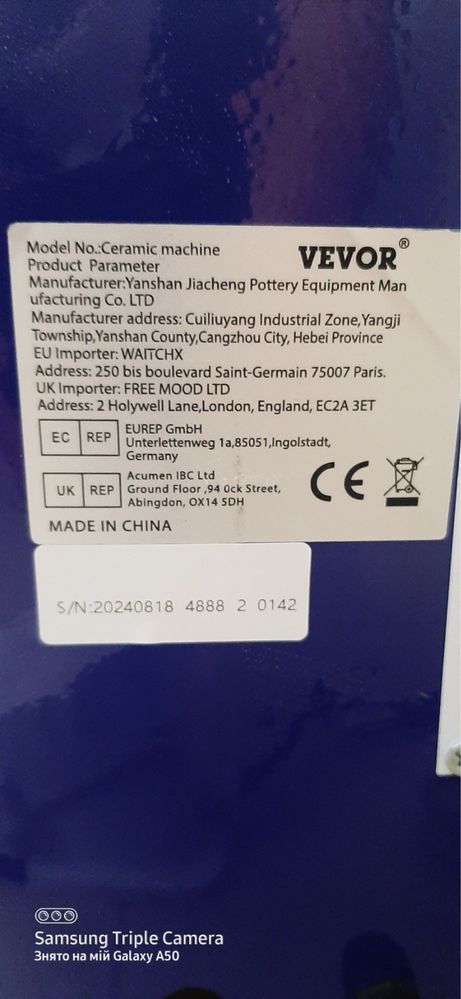 VEVOR®
Model No.:Ceramic machine
Product Parameter
Manufacturer:Yanshan Jiacheng Pottery Equipment Man
ufacturing Co. LTD
Manufacturer address: Cuiliuyang Industrial Zone,Yangji
Township,Yanshan County,Cangzhou City, Hebei Province
EU Importer: WAITCHX
Address: 250 bis boulevard Saint-Germain 75007 Paris.
UK Importer: FREE MOOD LTD
Address: 2 Holywell Lane,London, England, EC2A 3ET
EC REP
EUREP GmbH
Unterlettenweg 1a,85051,Ingolstadt,
Germany
UK REP
Acumen IBC Ltd
Ground Floor ,94 0ck Street,
Abingdon, OX14 5DH
CE
MADE IN CHINA
S/N:20240818 4888 2 0142
Samsung Triple Camera
Знято на мій Galaxy A50